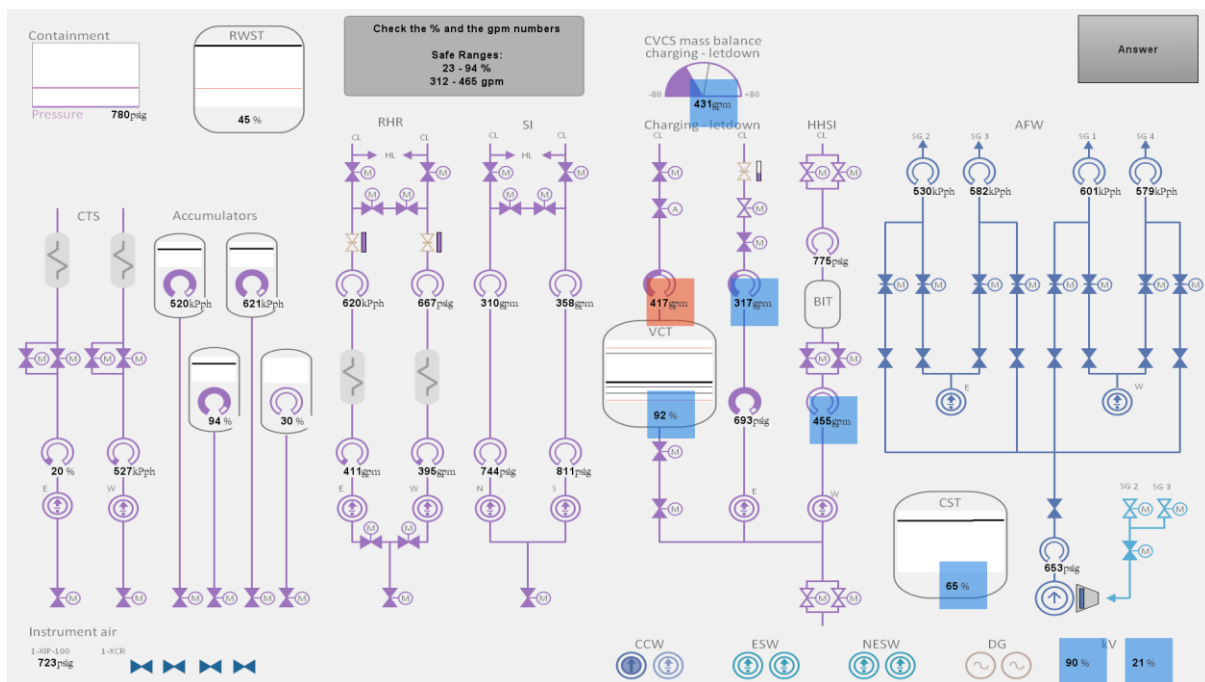 Check the % and the gpm numbers
Safe Ranges:
23 - 94 %
312 - 465 gpm
Answer
Containment
Pressure 780psig
RWST
45 %
CVCS mass balance
charging - letdown
-80 +80
431gpm
RHR
CL CL
HL
SI
CL CL
HL
Charging - letdown
CL CL
HHSI
CL
AFW
SG 2 SG 3 SG 1 SG 4
530kPph 582kPph 601kPph 579kPph
M M
M M M M
M M M M
A M
M
CTS
Accumulators
520kPph 621kPph
620kPph 667psig 310gpm 358gpm
417gpm 317gpm
775psig
BIT
M M M M
VCT
92 %
M M M M
M M
94 % 30 %
693psig
455gpm
E W
20 % 527kPph
411gpm 395gpm 744psig 811psig
M
E W E W N S
M E W
M M
CST
65 %
SG 2 SG 3
M M
M
653psig
M M M M M M M
M M
Instrument air
1-XIP-100 1-XCR
723psig
CCW ESW NESW DG kV
90 % 21 %